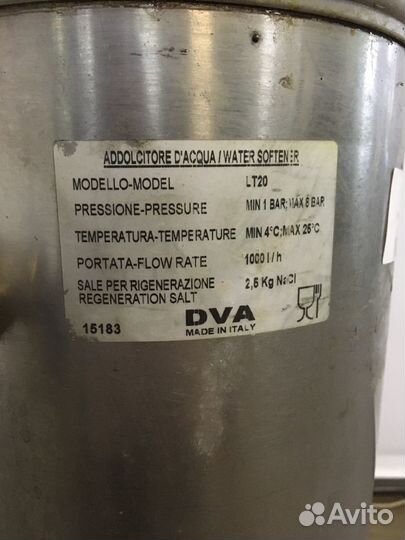 ADDOLCITORE D'ACQUA / WATER SOFTENER
MODELLO-MODEL LT20
PRESSIONE-PRESSURE MIN 1 BAR;MAX 8 BAR
TEMPERATURA-TEMPERATURE MIN 4°C;MAX 25°C
PORTATA-FLOW RATE 1000 l / h
SALE PER RIGENERAZIONE 2,5 Kg NaCl
REGENERATION SALT
15183 DVA
MADE IN ITALY
Avito